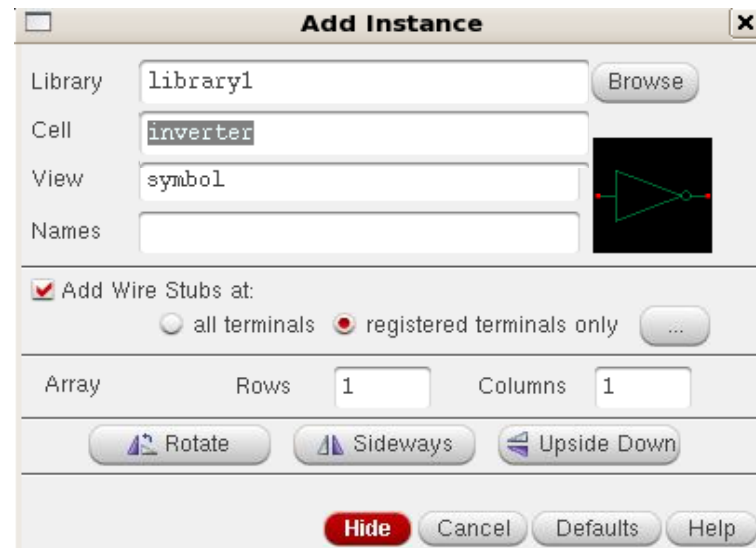 Add Instance
Library library1 Browse
Cell inverter
View symbol
Names
Add Wire Stubs at:
all terminals registered terminals only ...
Array Rows 1 Columns 1
Rotate Sideways Upside Down
Hide Cancel Defaults Help